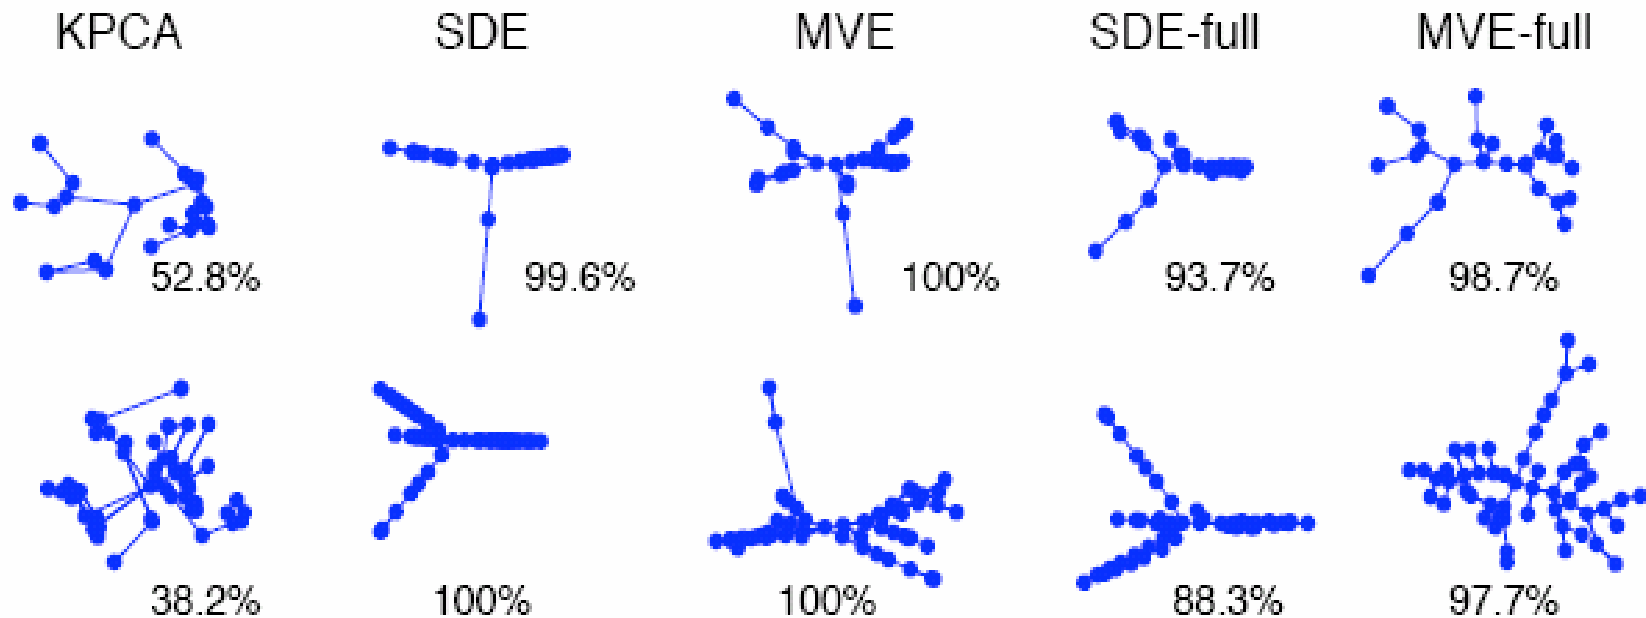 KPCA SDE MVE SDE-full MVE-full
52.8% 99.6% 100% 93.7% 98.7%
38.2% 100% 100% 88.3% 97.7%